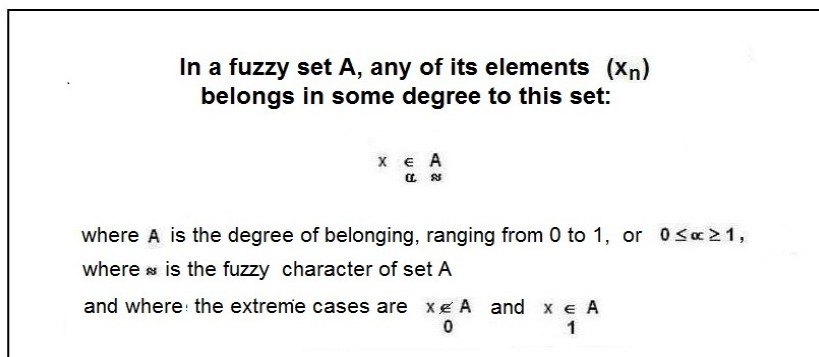 In a fuzzy set A, any of its elements (xn)
belongs in some degree to this set:
x ∈ A
α ≈
where A is the degree of belonging, ranging from 0 to 1, or 0 ≤ ∝ ≥ 1,
where ≈ is the fuzzy character of set A
and where the extreme cases are x ∉ A and x ∈ A
0 1